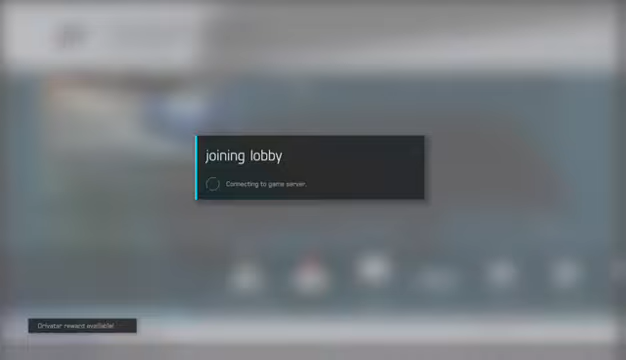 joining lobby
Connecting to game server.
Drivatar reward available!